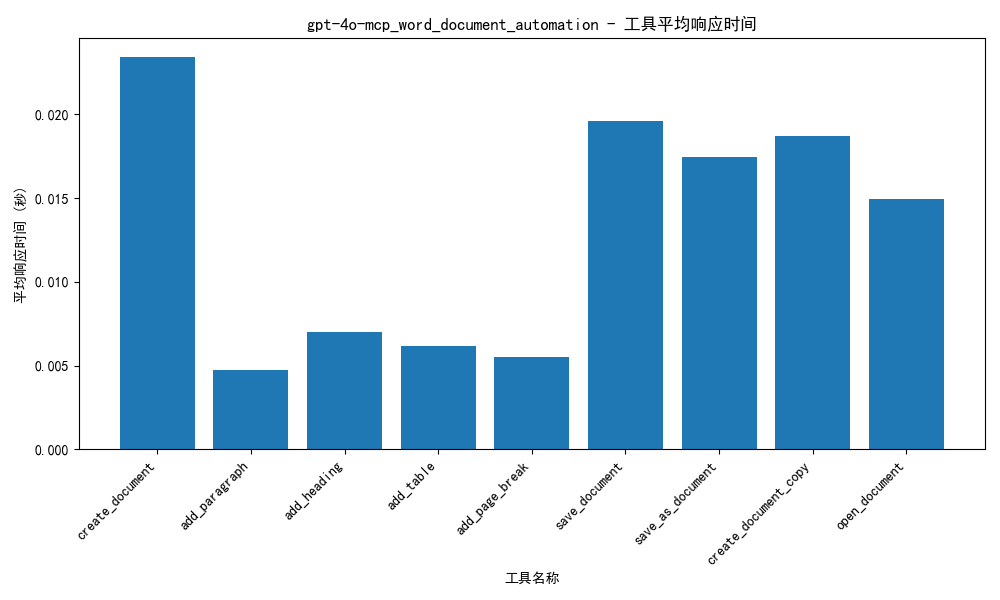 gpt-4o-mcp_word_document_automation - 工具平均响应时间
平均响应时间 (秒)
0.020
0.015
0.010
0.005
0.000
create_document
add_paragraph
add_heading
add_table
add_page_break
save_document
save_as_document
create_document_copy
open_document
工具名称